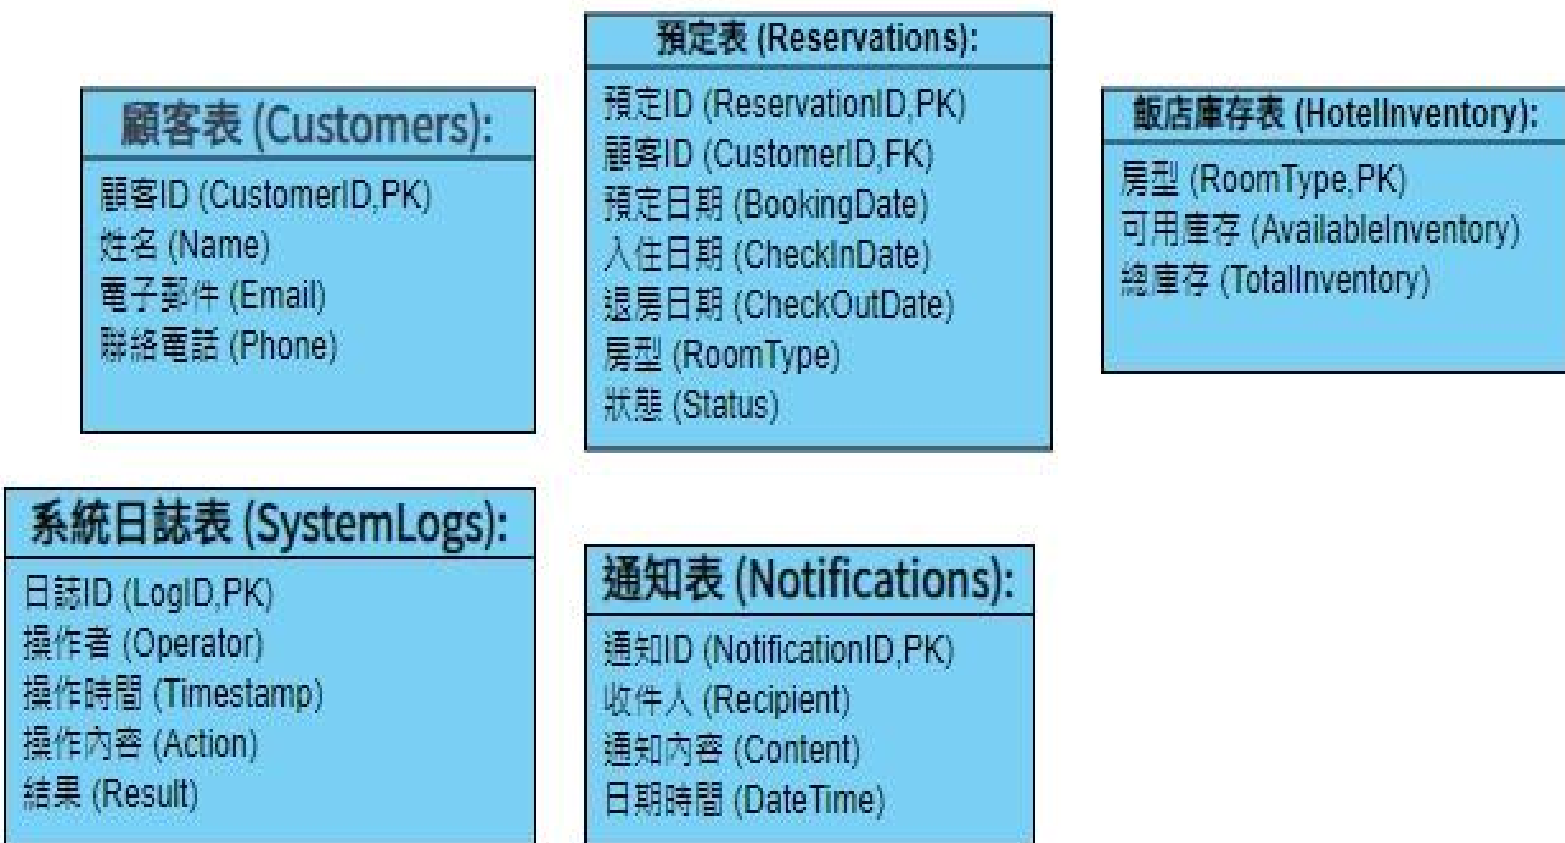 顧客表 (Customers):
顧客ID (CustomerID,PK)
姓名 (Name)
電子郵件 (Email)
聯絡電話 (Phone)
預定表 (Reservations):
預定ID (ReservationID,PK)
顧客ID (CustomerID,FK)
預定日期 (BookingDate)
入住日期 (CheckInDate)
退房日期 (CheckOutDate)
房型 (RoomType)
狀態 (Status)
飯店庫存表 (HotelInventory):
房型 (RoomType,PK)
可用庫存 (AvailableInventory)
總庫存 (TotalInventory)
系統日誌表 (SystemLogs):
日誌ID (LogID,PK)
操作者 (Operator)
操作時間 (Timestamp)
操作內容 (Action)
結果 (Result)
通知表 (Notifications):
通知ID (NotificationID,PK)
收件人 (Recipient)
通知內容 (Content)
日期時間 (DateTime)